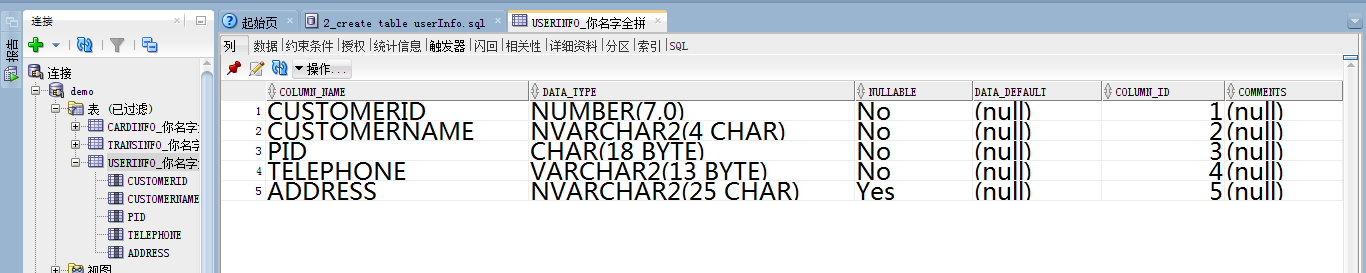 连接
起始页 2_create table userInfo.sql USERINFO_你名字全拼
报告
列 数据 约束条件 授权 统计信息 触发器 闪回 相关性 详细资料 分区 索引 SQL
操作...
连接
demo
表 (已过滤)
CARDINFO_你名字
TRANSINFO_你名字
USERINFO_你名字
CUSTOMERID
CUSTOMERNAME
PID
TELEPHONE
ADDRESS
视图
COLUMN_NAME DATA_TYPE NULLABLE DATA_DEFAULT COLUMN_ID COMMENTS
1 CUSTOMERID NUMBER(7,0) No (null) 1 (null)
2 CUSTOMERNAME NVARCHAR2(4 CHAR) No (null) 2 (null)
3 PID CHAR(18 BYTE) No (null) 3 (null)
4 TELEPHONE VARCHAR2(13 BYTE) No (null) 4 (null)
5 ADDRESS NVARCHAR2(25 CHAR) Yes (null) 5 (null)